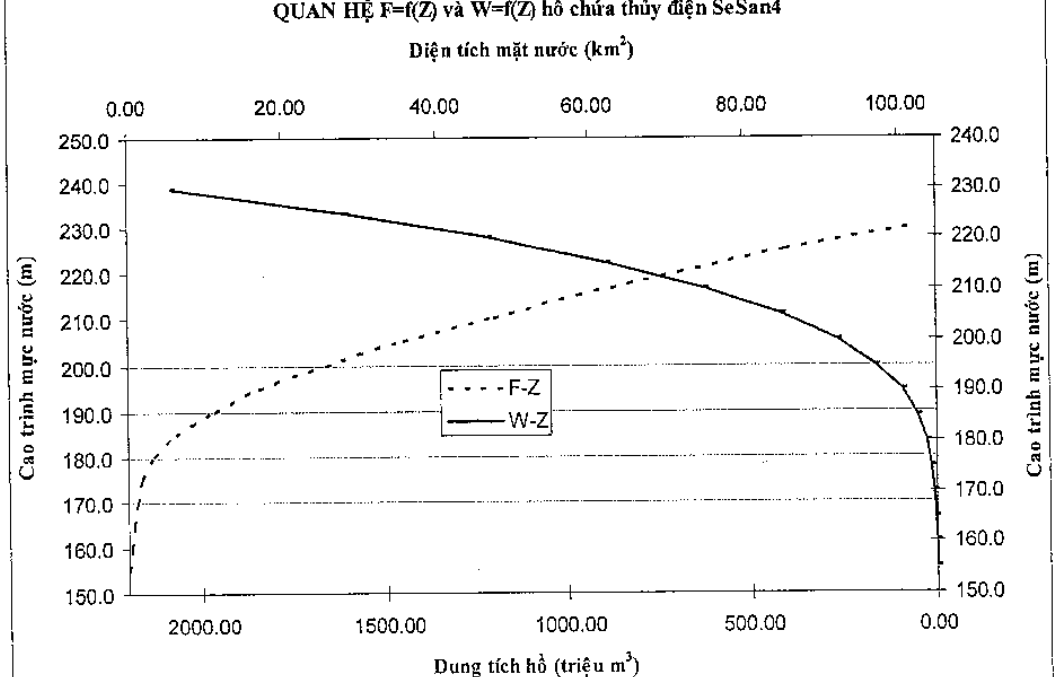 QUAN HỆ F=f(Z) và W=f(Z) hồ chứa thủy điện SeSan4
Diện tích mặt nước (km²)
0.00 20.00 40.00 60.00 80.00 100.00
250.0
240.0
230.0
220.0
210.0
200.0
190.0
180.0
170.0
160.0
150.0
Cao trình mực nước (m)
F-Z
W-Z
240.0
230.0
220.0
210.0
200.0
190.0
180.0
170.0
160.0
150.0
Cao trình mực nước (m)
2000.00 1500.00 1000.00 500.00 0.00
Dung tích hồ (triệu m³)